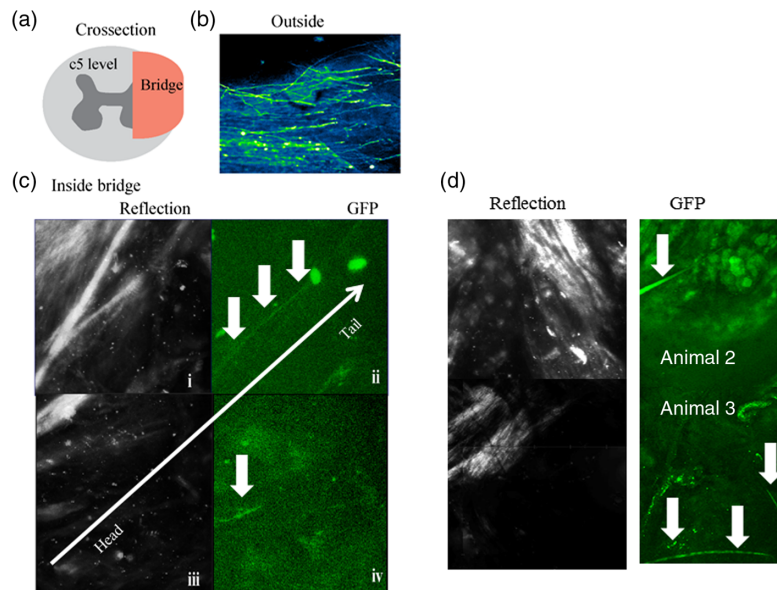 (a)
Crossection
c5 level
Bridge
(b)
Outside
(c)
Inside bridge
Reflection
GFP
i
ii
Tail
Head
iii
iv
(d)
Reflection
GFP
Animal 2
Animal 3